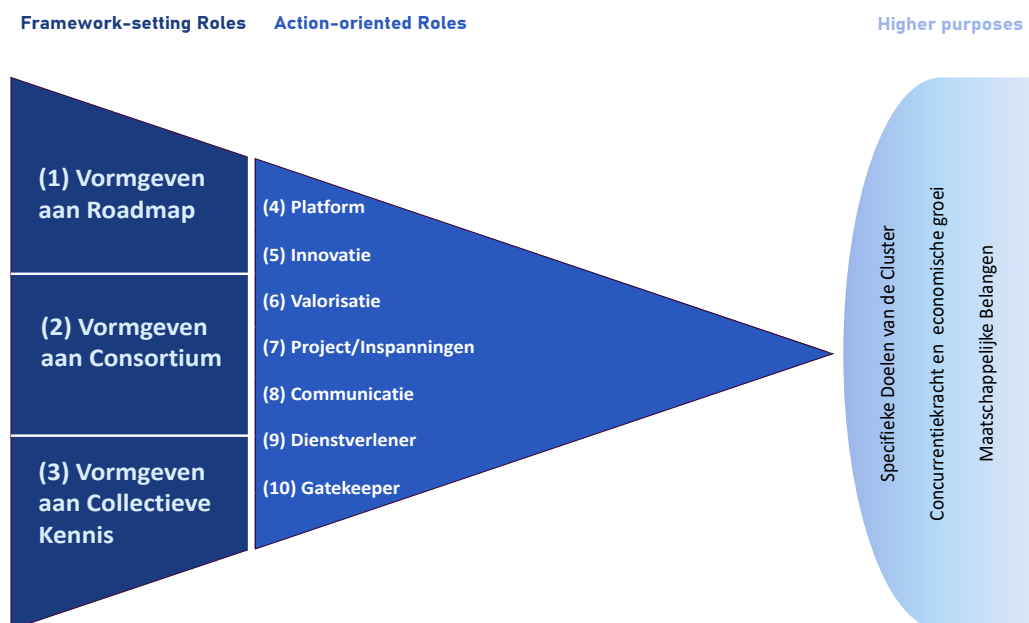 Framework-setting Roles
Action-oriented Roles
Higher purposes
(1) Vormgeven
aan Roadmap
(2) Vormgeven
aan Consortium
(3) Vormgeven
aan Collectieve
Kennis
(4) Platform
(5) Innovatie
(6) Valorisatie
(7) Project/Inspanningen
(8) Communicatie
(9) Dienstverlener
(10) Gatekeeper
Specifieke Doelen van de Cluster
Concurrentiekracht en economische groei
Maatschappelijke Belangen